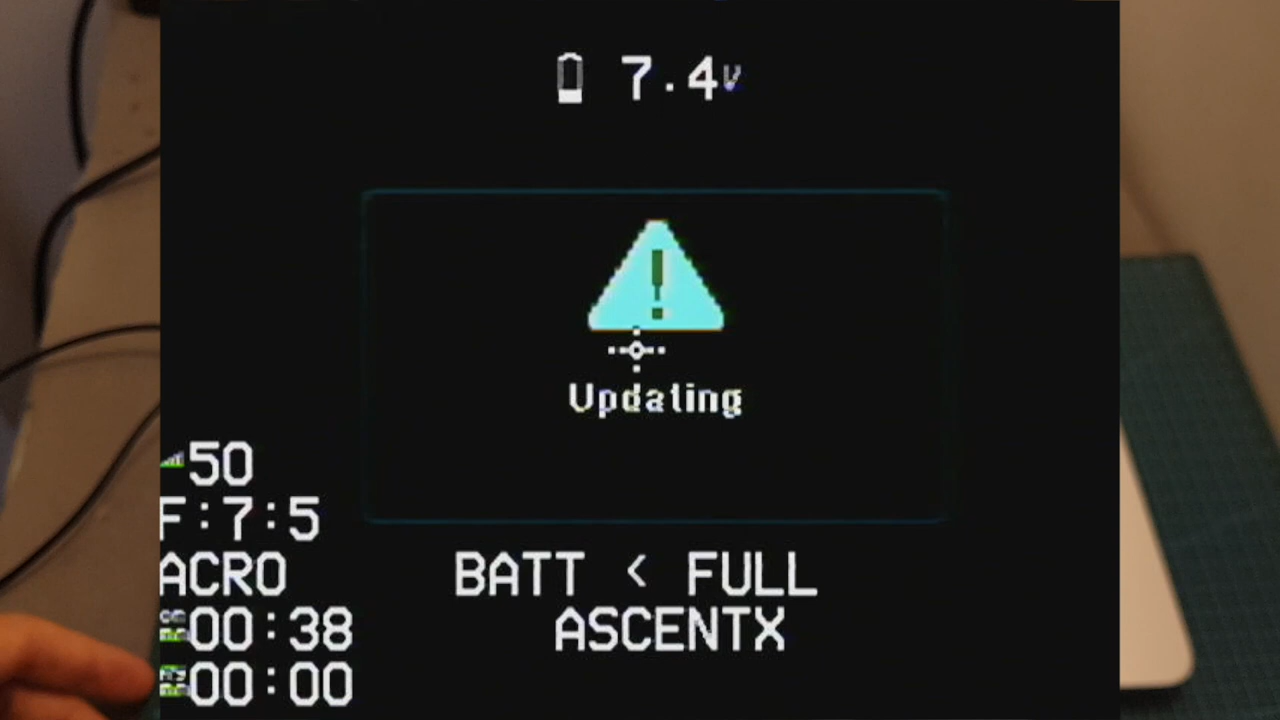 7.4V
!
Updating
50
F:7:5
ACRO
BATT < FULL
00:38
ASCENTX
00:00